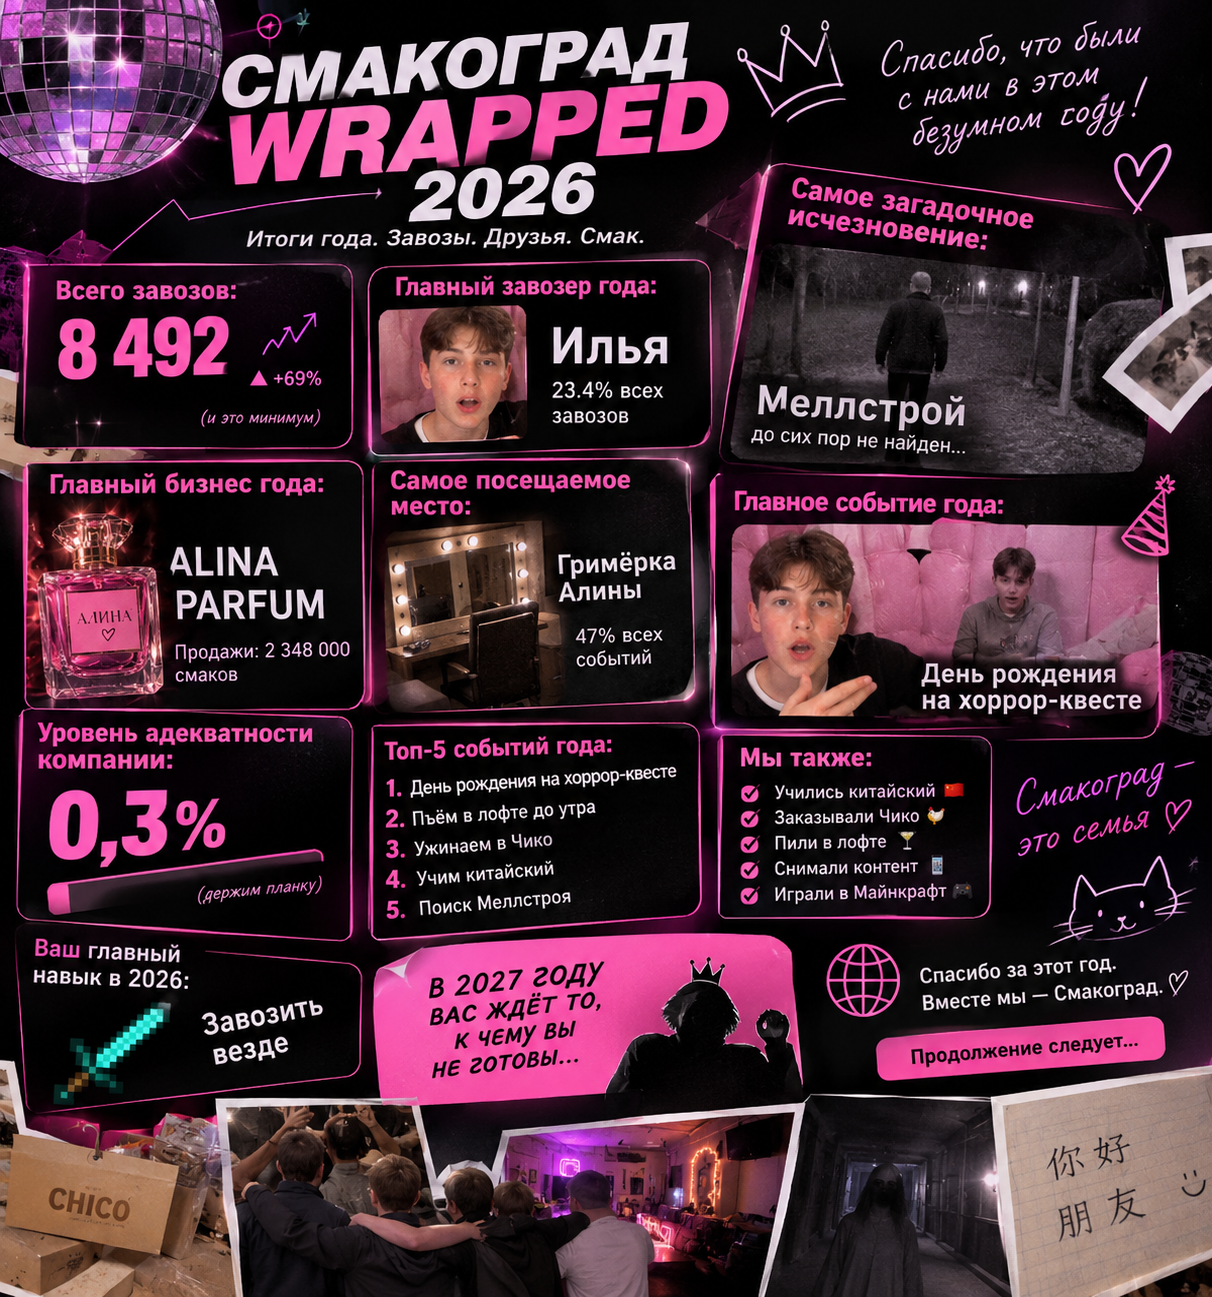 СМАКОГРАД
WRAPPED
2026
Итоги года. Завозы. Друзья. Смак.
Спасибо, что были
с нами в этом
безумном году!
Всего завозов:
8 492
▲ +69%
(и это минимум)
Главный завозер года:
Илья
23.4% всех
завозов
Самое загадочное
исчезновение:
Меллстрой
до сих пор не найден...
Главный бизнес года:
АЛИНА
ALINA
PARFUM
Продажи: 2 348 000
смаков
Самое посещаемое
место:
Гримёрка
Алины
47% всех
событий
Главное событие года:
День рождения
на хоррор-квесте
Уровень адекватности
компании:
0,3%
(держим планку)
Топ-5 событий года:
1. День рождения на хоррор-квесте
2. Пъём в лофте до утра
3. Ужинаем в Чико
4. Учим китайский
5. Поиск Меллстроя
Мы также:
Учились китайский 🇨🇳
Заказывали Чико
Пили в лофте
Снимали контент
Играли в Майнкрафт
Смакоград —
это семья
Ваш главный
навык в 2026:
Завозить
везде
В 2027 ГОДУ
ВАС ЖДЁТ ТО,
К ЧЕМУ ВЫ
НЕ ГОТОВЫ...
Спасибо за этот год.
Вместе мы — Смакоград.
Продолжение следует...
CHICO
你好
朋友